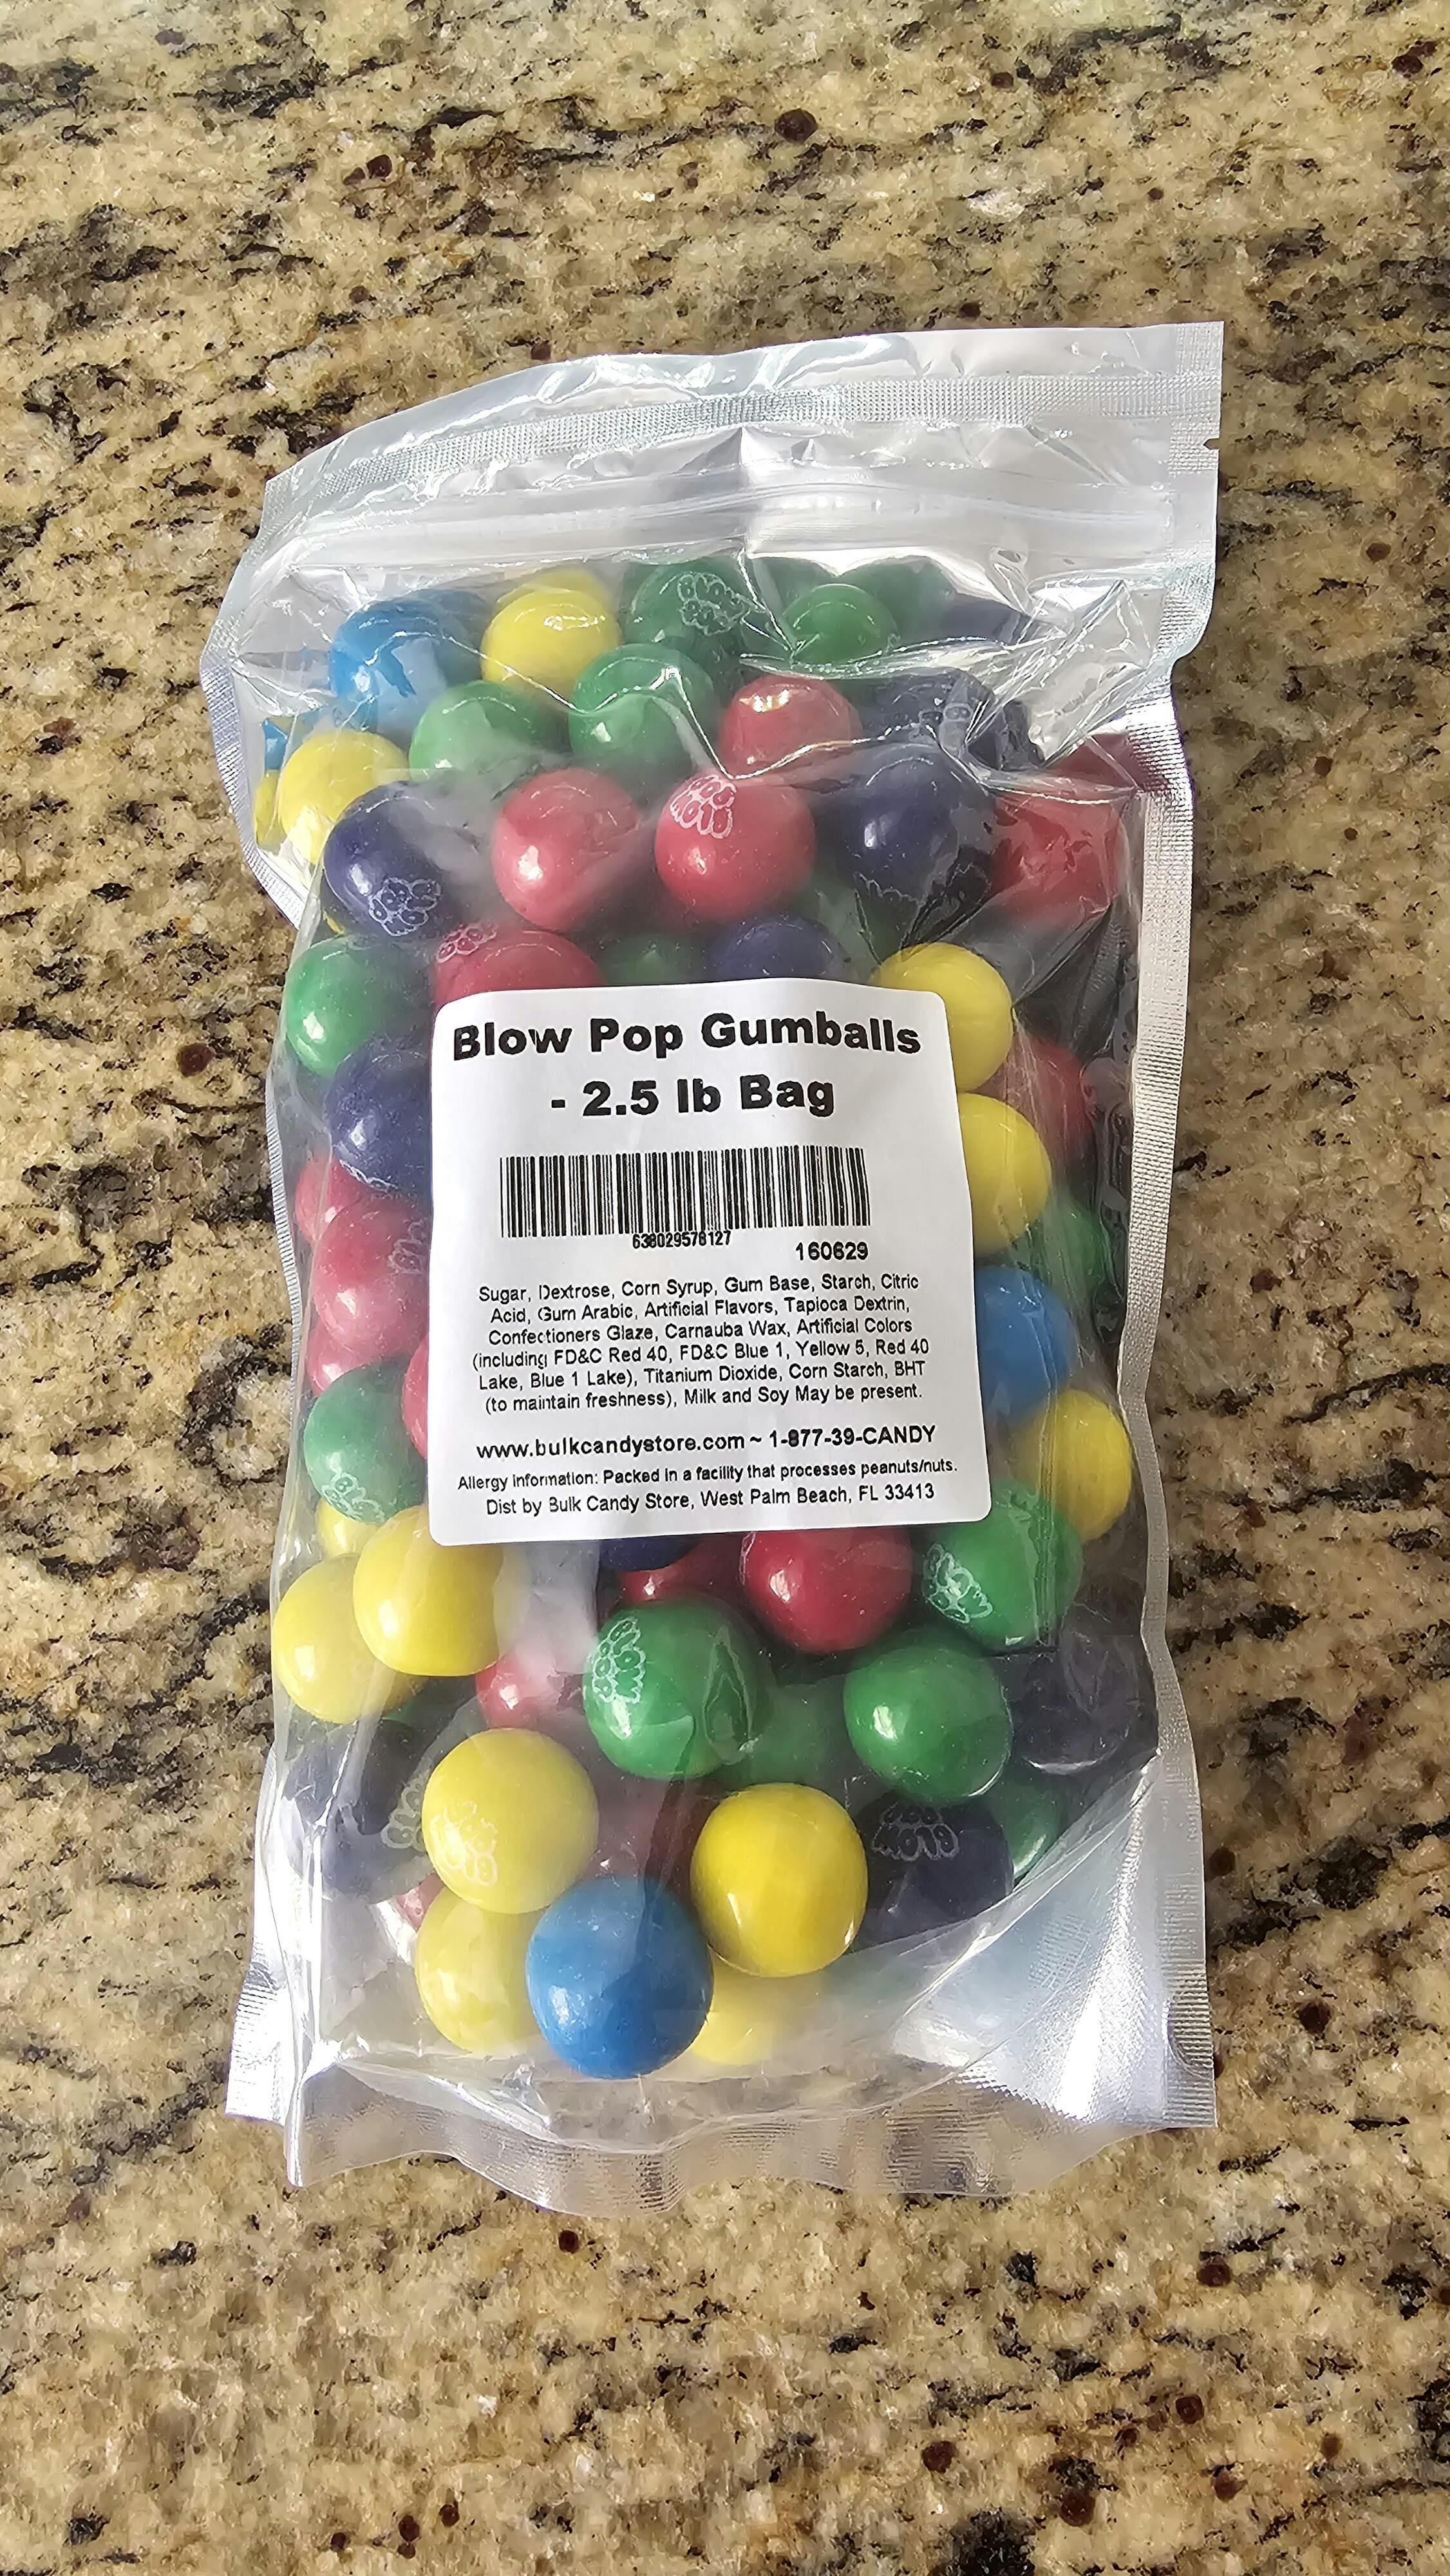 Blow Pop Gumballs
- 2.5 lb Bag
638029578127
160629
Sugar, Dextrose, Corn Syrup, Gum Base, Starch, Citric
Acid, Gum Arabic, Artificial Flavors, Tapioca Dextrin,
Confectioners Glaze, Carnauba Wax, Artificial Colors
(including FD&C Red 40, FD&C Blue 1, Yellow 5, Red 40
Lake, Blue 1 Lake), Titanium Dioxide, Corn Starch, BHT
(to maintain freshness), Milk and Soy May be present.
www.bulkcandystore.com ~ 1-877-39-CANDY
Allergy information: Packed in a facility that processes peanuts/nuts.
Dist by Bulk Candy Store, West Palm Beach, FL 33413
BLOW
POP